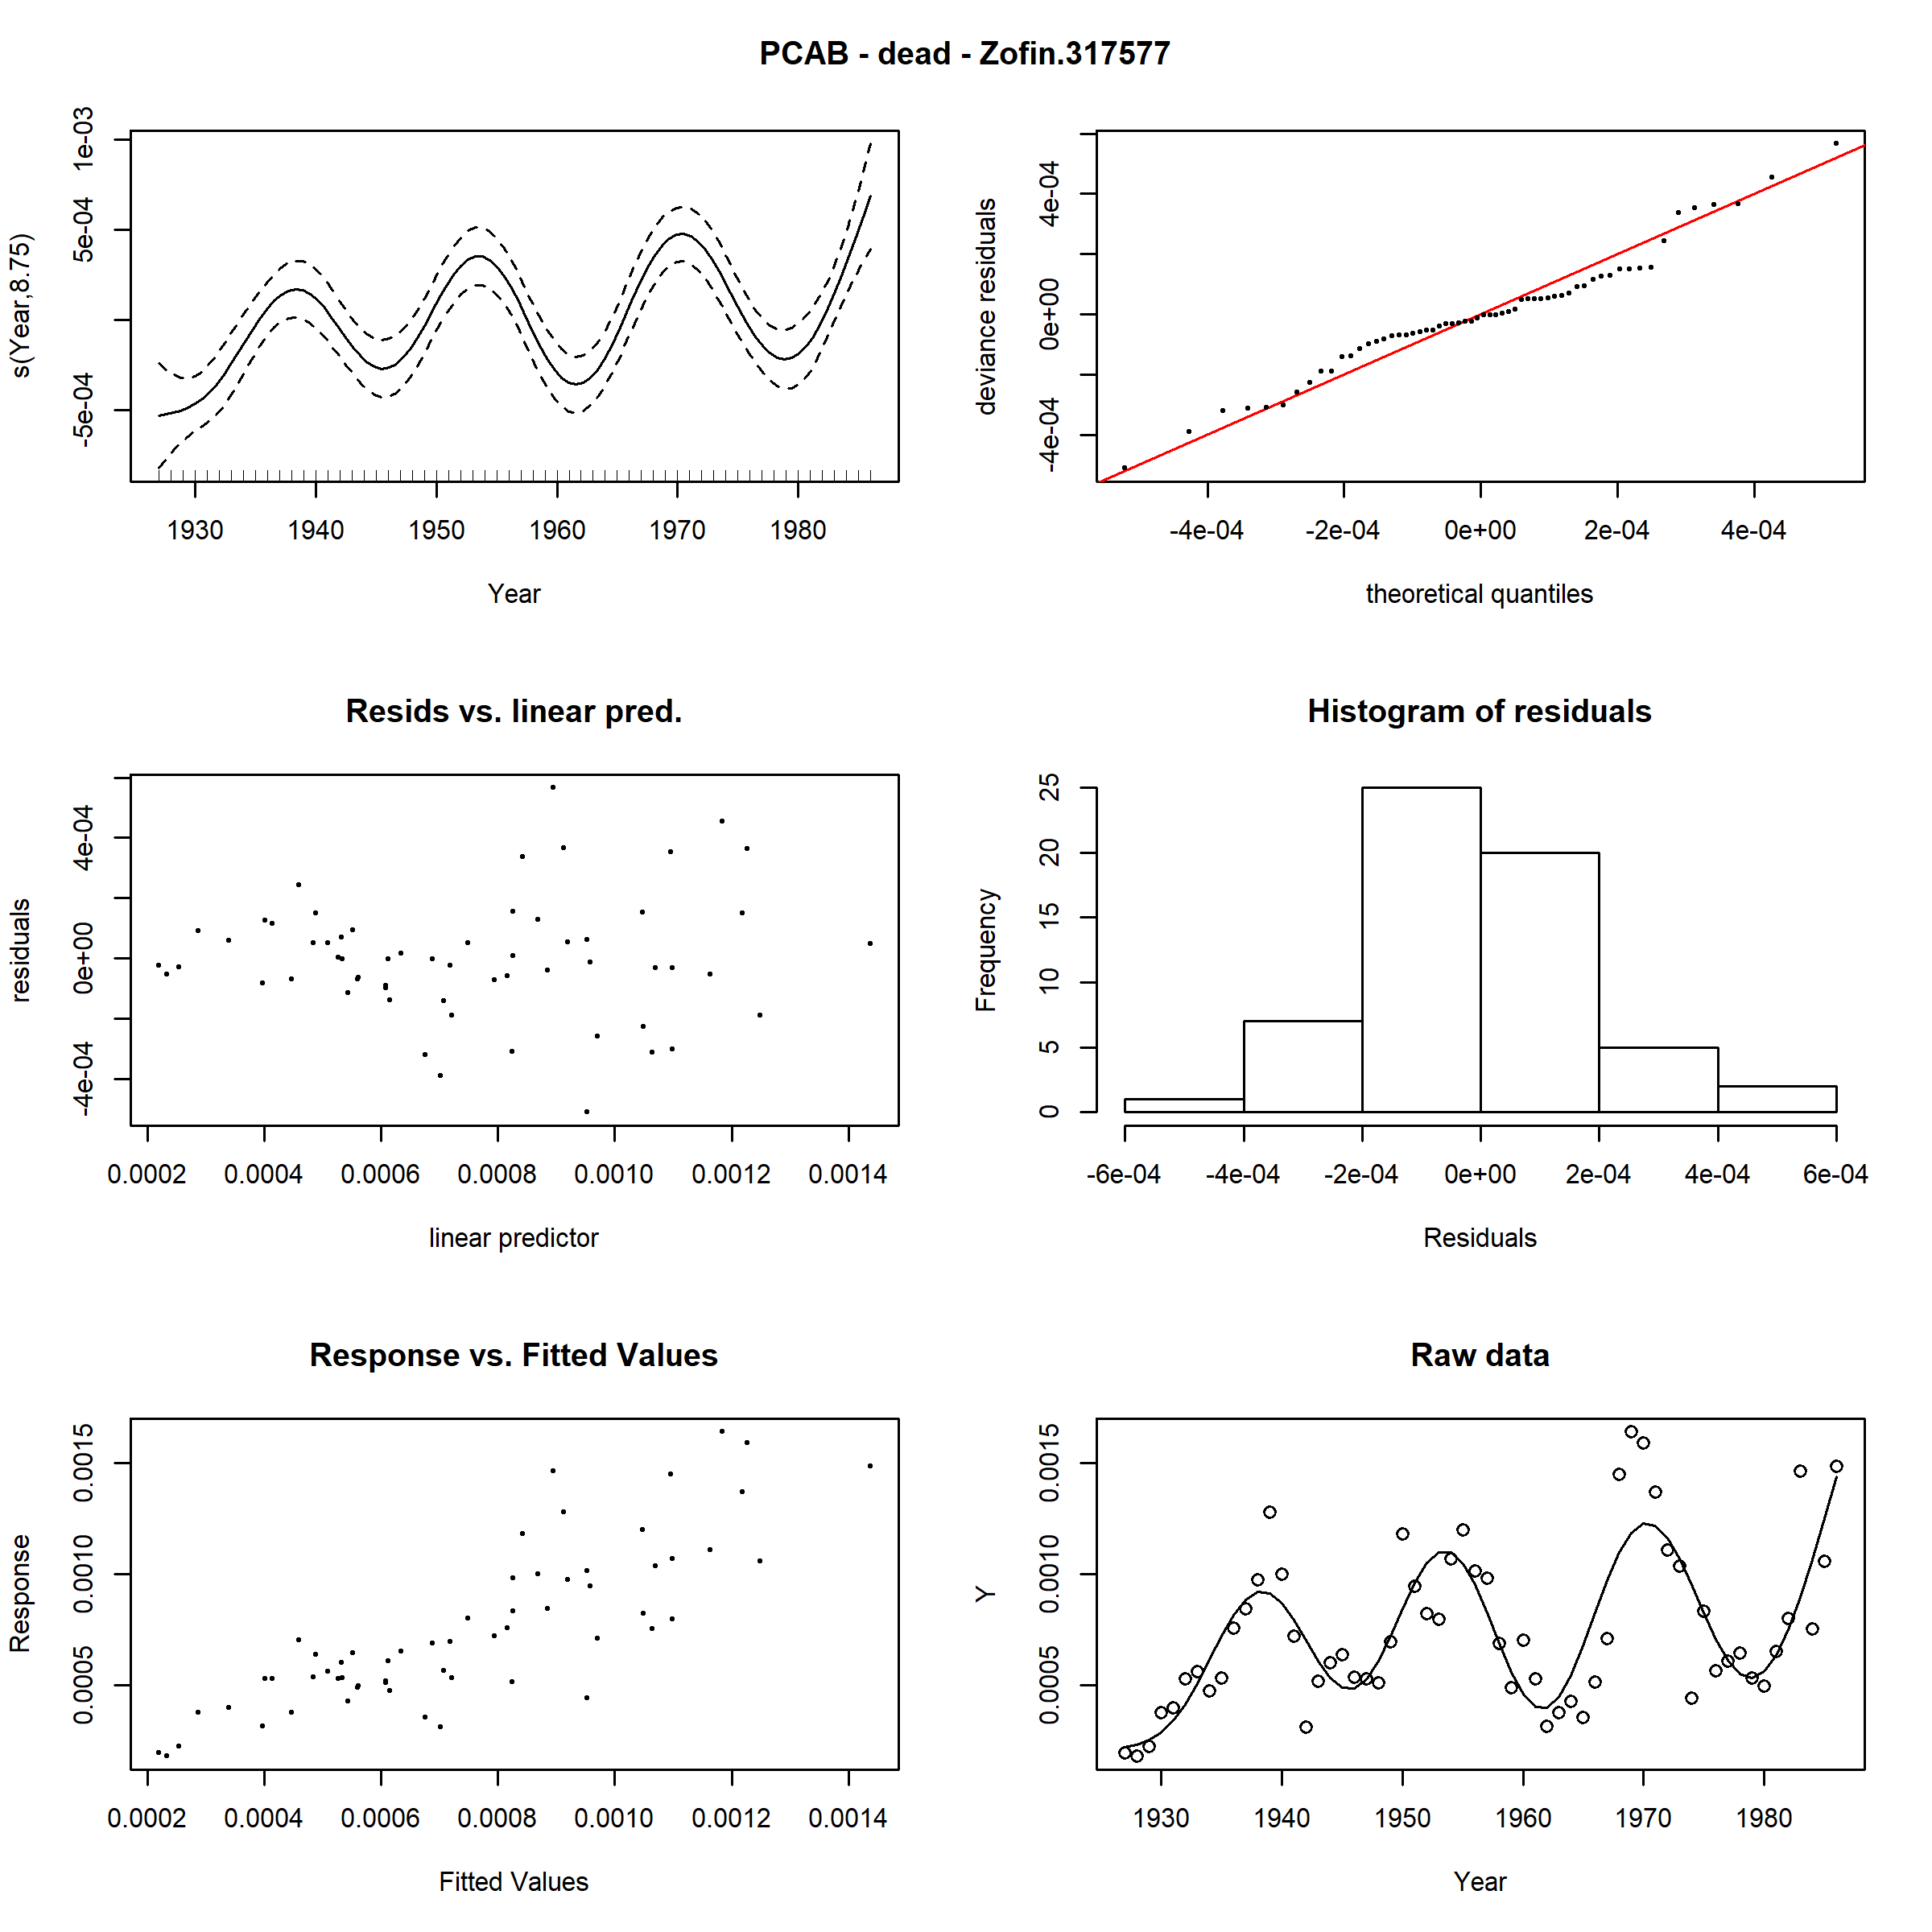 PCAB - dead - Zofin.317577
s(Year,8.75)
-5e-04 5e-04 1e-03
1930 1940 1950 1960 1970 1980
Year
deviance residuals
-4e-04 0e+00 4e-04
-4e-04 -2e-04 0e+00 2e-04 4e-04
theoretical quantiles
Resids vs. linear pred.
residuals
-4e-04 0e+00 4e-04
0.0002 0.0004 0.0006 0.0008 0.0010 0.0012 0.0014
linear predictor
Histogram of residuals
Frequency
0 5 10 15 20 25
-6e-04 -4e-04 -2e-04 0e+00 2e-04 4e-04 6e-04
Residuals
Response vs. Fitted Values
Response
0.0005 0.0010 0.0015
0.0002 0.0004 0.0006 0.0008 0.0010 0.0012 0.0014
Fitted Values
Raw data
Y
0.0005 0.0010 0.0015
1930 1940 1950 1960 1970 1980
Year